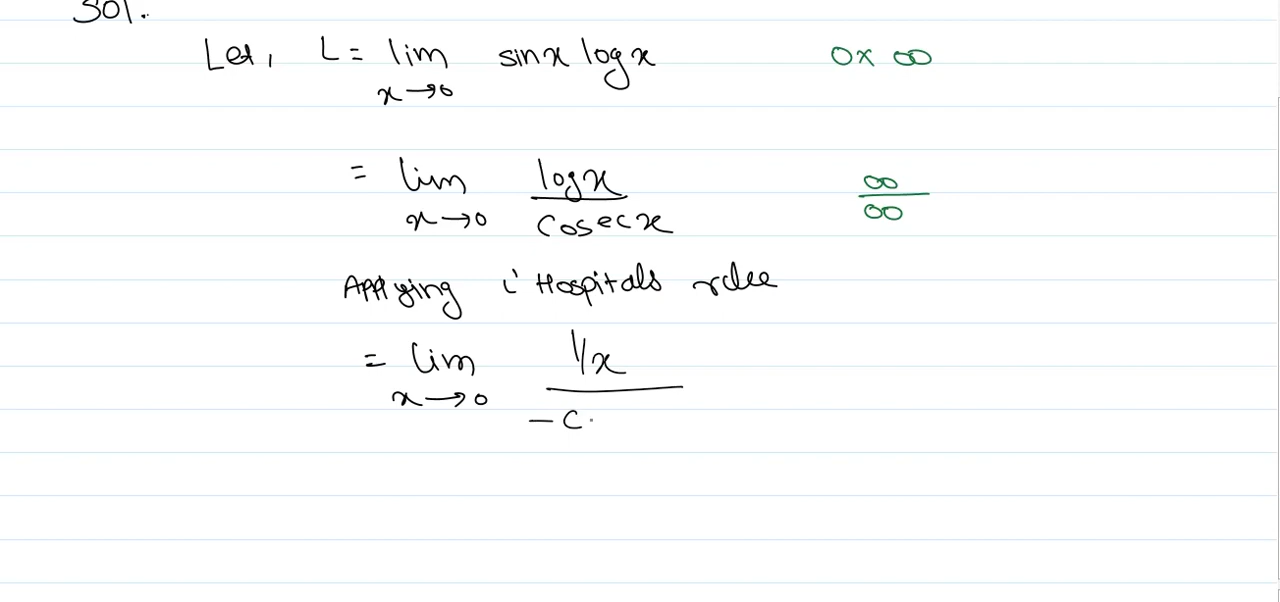 Sol.
Let, L = lim x→0 sinx logx 0 × ∞
= lim x→0 logx / cosecx ∞/∞
Applying L' Hospitals rule
= lim x→0 1/x / - c